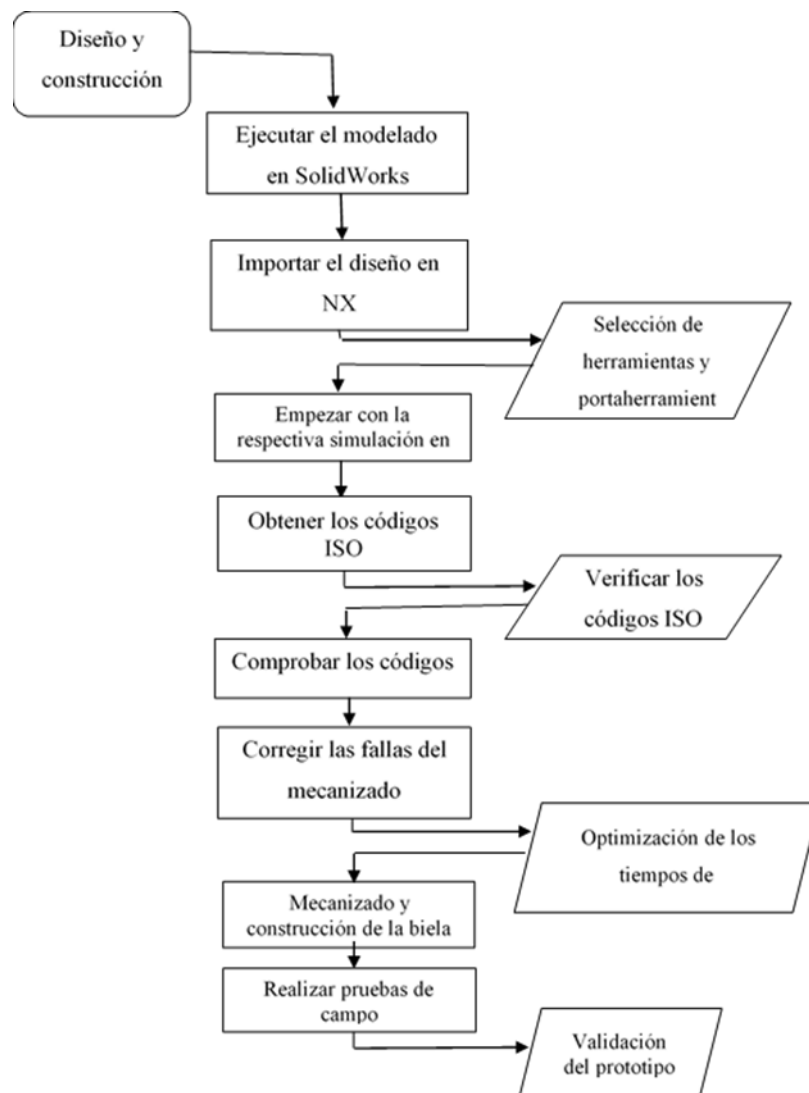 Diseño y
construcción
Ejecutar el modelado
en SolidWorks
Importar el diseño en
NX
Selección de
herramientas y
portaherramient
Empezar con la
respectiva simulación en
Obtener los códigos
ISO
Verificar los
códigos ISO
Comprobar los códigos
Corregir las fallas del
mecanizado
Optimización de los
tiempos de
Mecanizado y
construcción de la biela
Realizar pruebas de
campo
Validación
del prototipo